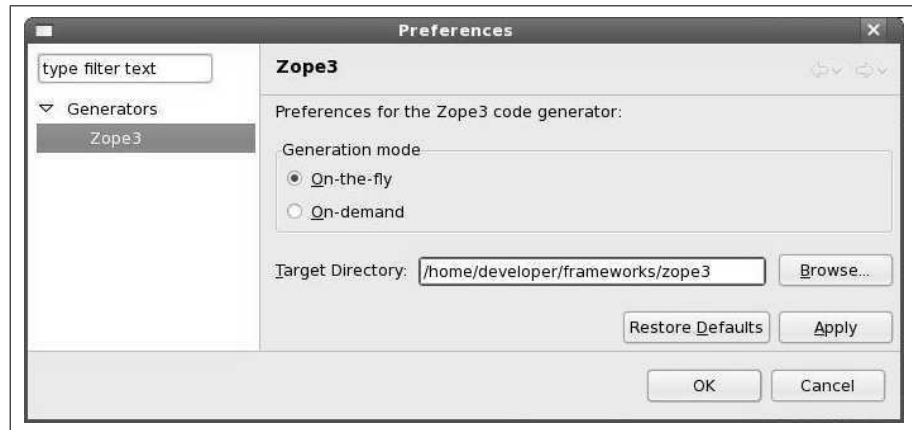 Preferences
type filter text
Generators
Zope3
Zope3
Preferences for the Zope3 code generator:
Generation mode
On-the-fly
On-demand
Target Directory: /home/developer/frameworks/zope3 Browse...
Restore Defaults Apply
OK Cancel